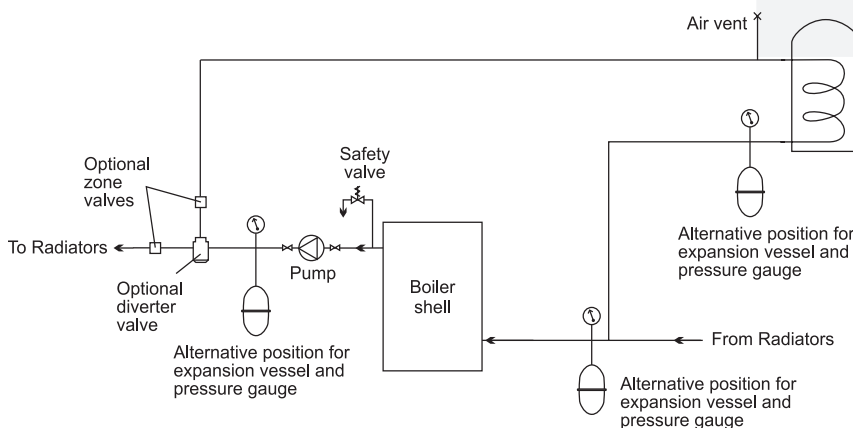 Air vent
Optional
zone
valves
Safety
valve
To Radiators
Pump
Optional
diverter
valve
Boiler
shell
Alternative position for
expansion vessel and
pressure gauge
Alternative position for
expansion vessel and
pressure gauge
From Radiators
Alternative position for
expansion vessel and
pressure gauge